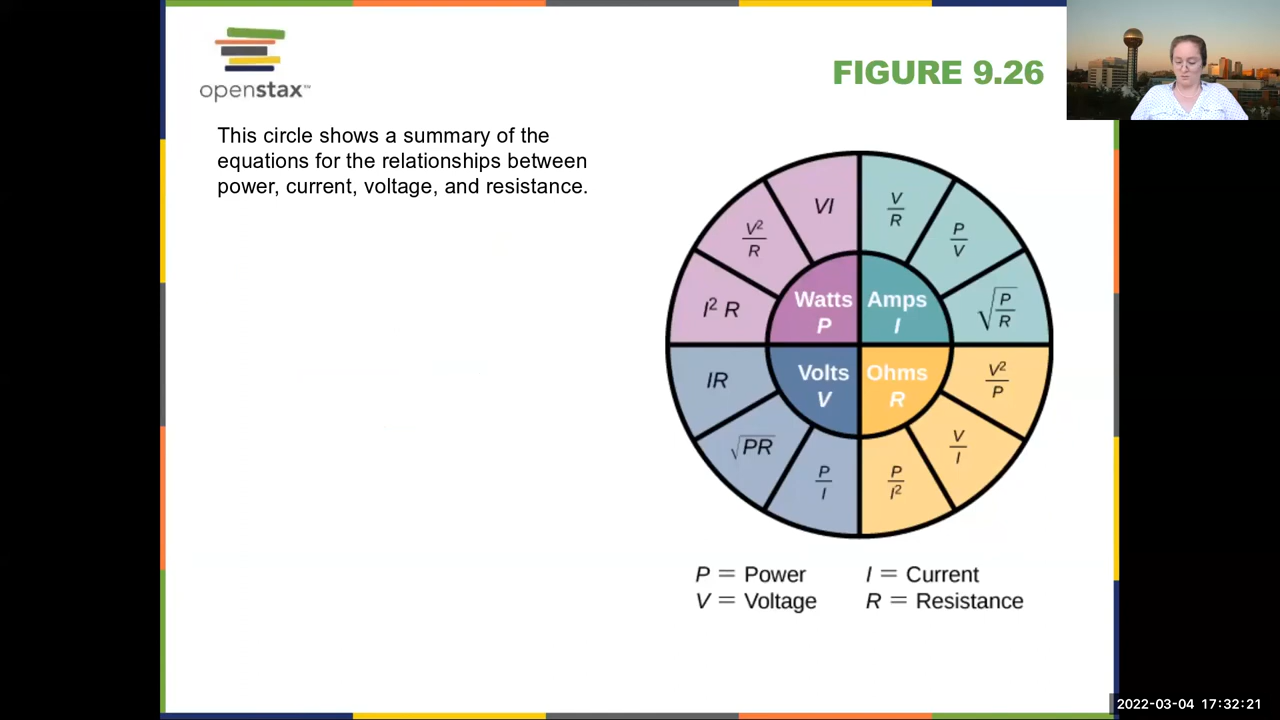 openstax™
FIGURE 9.26
This circle shows a summary of the
equations for the relationships between
power, current, voltage, and resistance.
VI
V/R
V²/R
P/V
I² R
√(P/R)
Watts
P
Amps
I
Volts
V
Ohms
R
IR
V²/P
√PR
V/I
P/I
P/I²
P = Power
I = Current
V = Voltage
R = Resistance
2022-03-04 17:32:21